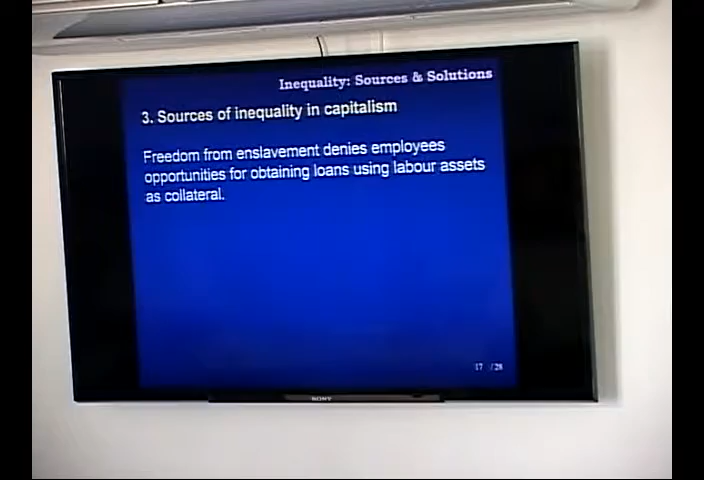 Inequality: Sources & Solutions
3. Sources of inequality in capitalism
Freedom from enslavement denies employees
opportunities for obtaining loans using labour assets
as collateral.
17 / 28
SONY